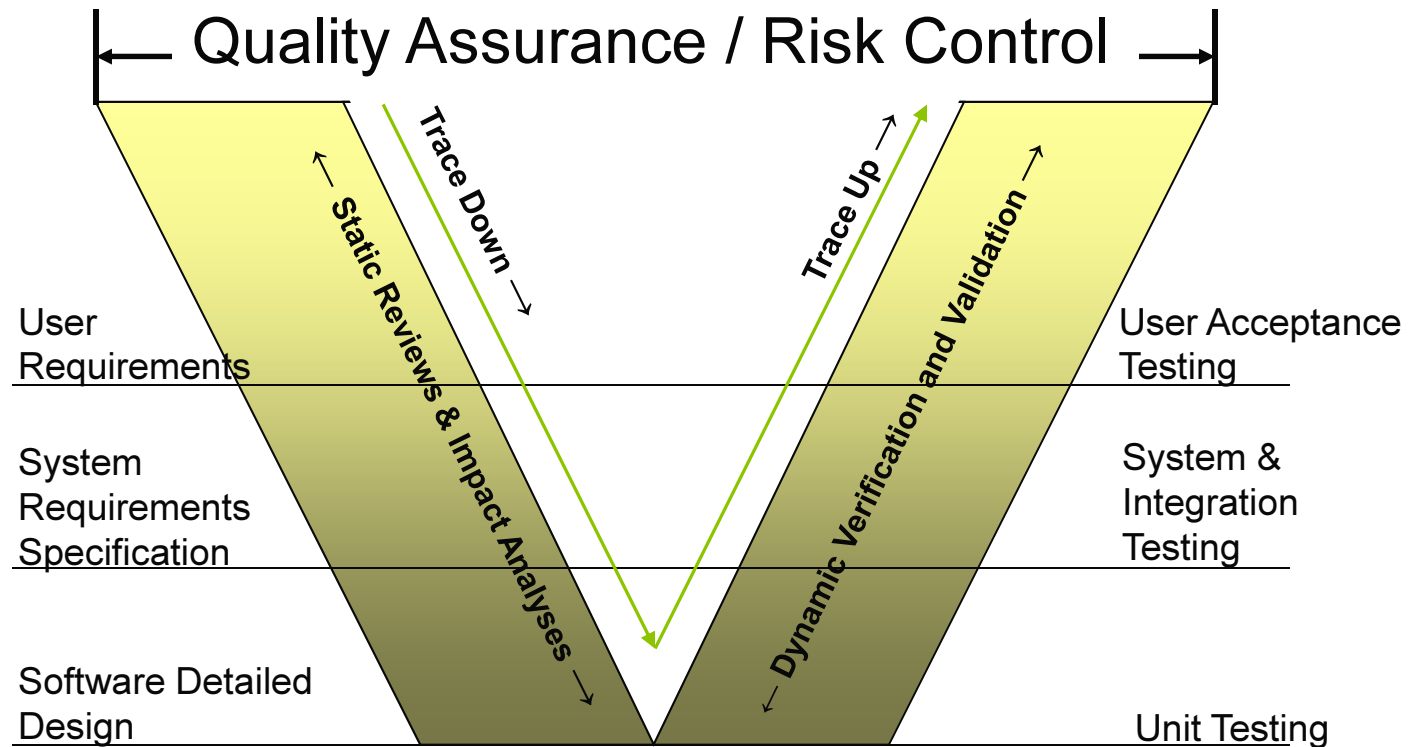 Quality Assurance / Risk Control
Trace Down →
Trace Up →
← Static Reviews & Impact Analyses →
← Dynamic Verification and Validation →
User
Requirements
User Acceptance
Testing
System
Requirements
Specification
System &
Integration
Testing
Software Detailed
Design
Unit Testing